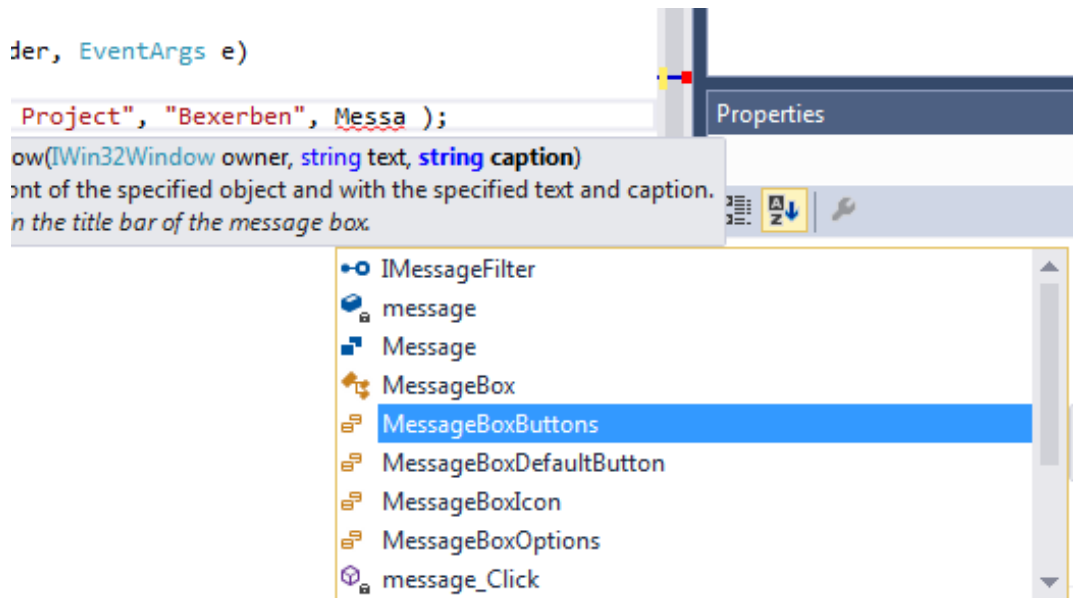 der, EventArgs e)
Project", "Bexerben", Messa );
Properties
ow(IWin32Window owner, string text, string caption)
ont of the specified object and with the specified text and caption.
n the title bar of the message box.
IMessageFilter
message
Message
MessageBox
MessageBoxButtons
MessageBoxDefaultButton
MessageBoxIcon
MessageBoxOptions
message_Click